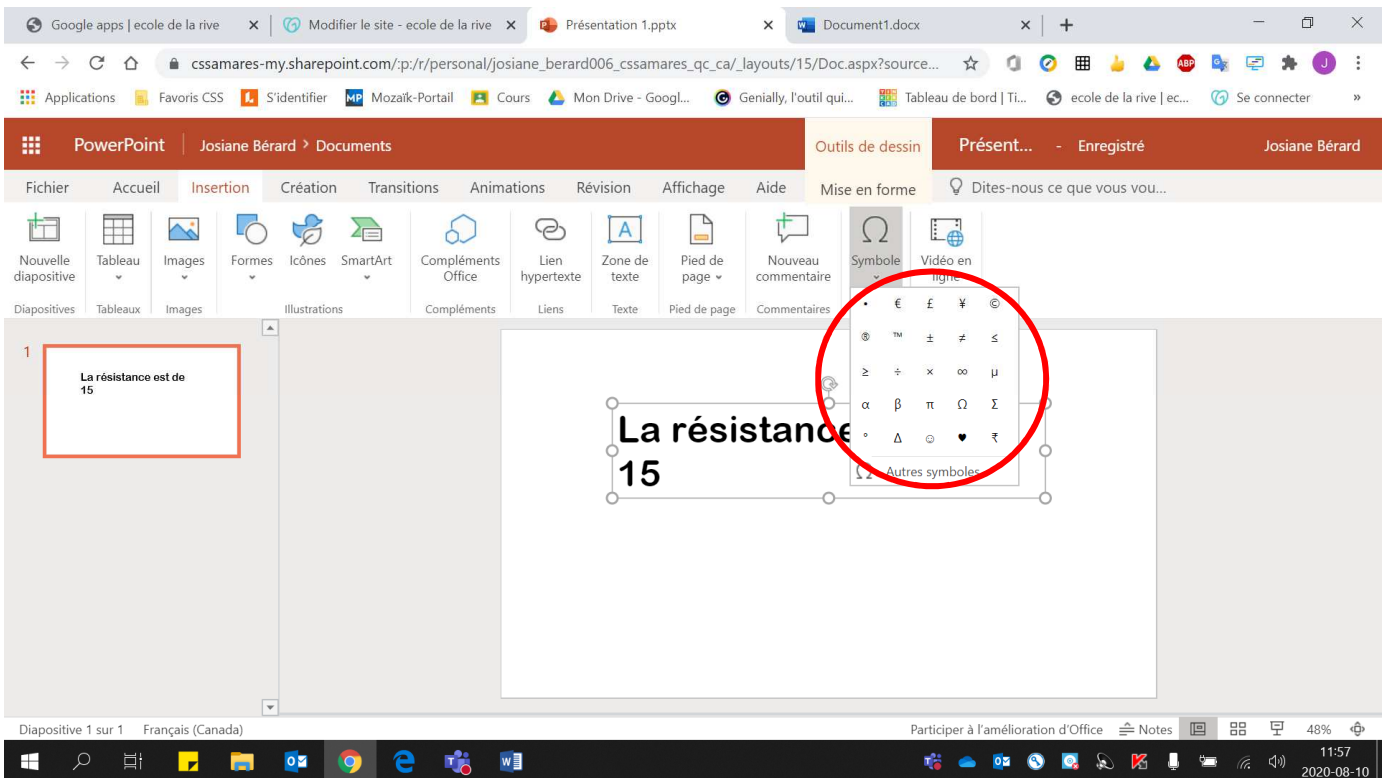 Google apps | ecole de la rive
Modifier le site - ecole de la rive
Présentation 1.pptx
Document1.docx
cssamares-my.sharepoint.com/:p:/r/personal/josiane_berard006_cssamares_qc_ca/_layouts/15/Doc.aspx?source...
ABP
J
Applications
Favoris CSS
S'identifier
MP Mozaïk-Portail
Cours
Mon Drive - Googl...
Genially, l'outil qui...
Tableau de bord | Ti...
ecole de la rive | ec...
Se connecter
»
PowerPoint
Josiane Bérard > Documents
Outils de dessin
Présent... - Enregistré
Josiane Bérard
Fichier Accueil Insertion Création Transitions Animations Révision Affichage Aide Mise en forme Dites-nous ce que vous vou...
Nouvelle diapositive
Tableau
Images
Formes
Icônes
SmartArt
Compléments Office
Lien hypertexte
Zone de texte
Pied de page
Nouveau commentaire
Symbole
Vidéo en ligne
Diapositives Tableaux Images Illustrations Compléments Liens Texte Pied de page Commentaires
• € £ ¥ ©
® ™ ± ≠ ≤
≥ ÷ × ∞ µ
α β π Ω Σ
° Δ ☺ ♥ ₹
Ω Autres symboles
1
La résistance est de
15
La résistance
15
Diapositive 1 sur 1 Français (Canada)
Participer à l'amélioration d'Office Notes 48%
11:57
2020-08-10